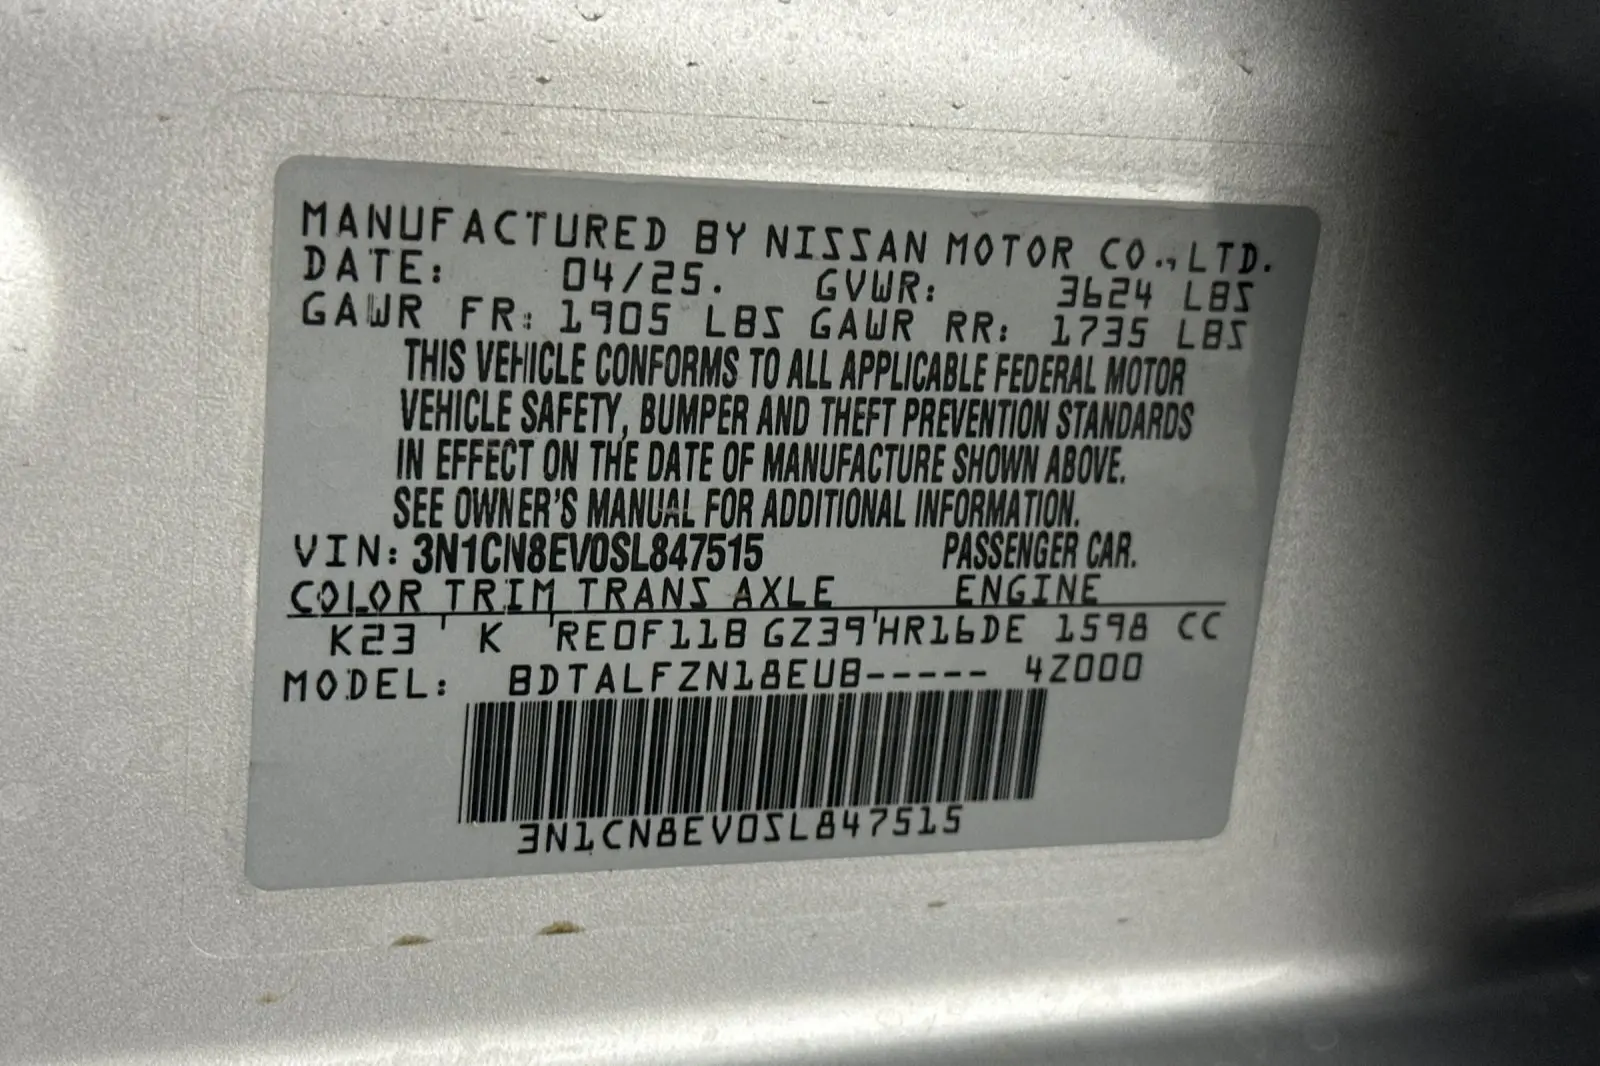 MANUFACTURED BY NISSAN MOTOR CO.,LTD.
DATE: 04/25. GVWR: 3624 LBS
GAWR FR: 1905 LBS GAWR RR: 1735 LBS
THIS VEHICLE CONFORMS TO ALL APPLICABLE FEDERAL MOTOR
VEHICLE SAFETY, BUMPER AND THEFT PREVENTION STANDARDS
IN EFFECT ON THE DATE OF MANUFACTURE SHOWN ABOVE.
SEE OWNER'S MANUAL FOR ADDITIONAL INFORMATION.
VIN: 3N1CN8EV0SL847515 PASSENGER CAR.
COLOR TRIM TRANS AXLE ENGINE
K23 ' K 'RE0F11B GZ39'HR16DE 1598 CC
MODEL: BDTALFZN18EUB----- 4Z000
3N1CN8EV0SL847515